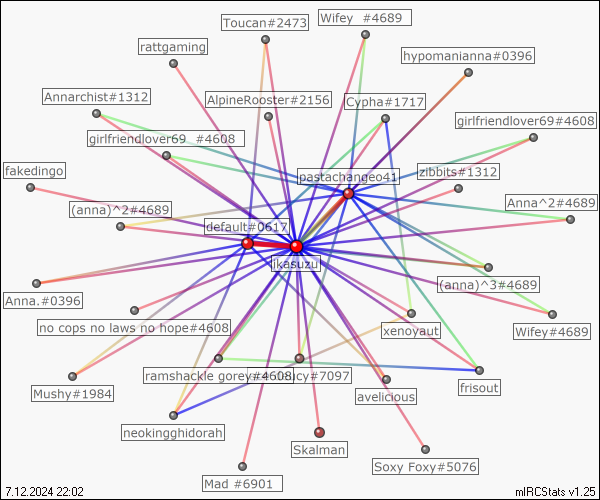 Toucan#2473
Wifey  #4689
rattgaming
hypomanianna#0396
Annarchist#1312
AlpineRooster#2156
Cypha#1717
girlfriendlover69#4608
girlfriendlover69  #4608
fakedingo
pastachangeo41
zibbits#1312
(anna)^2#4689
Anna^2#4689
default#0617
ikasuzu
(anna)^3#4689
Anna.#0396
no cops no laws no hope#4608
xenoyaut
Wifey#4689
ramshackle gorey#4608
cy#7097
frisout
Mushy#1984
avelicious
neokingghidorah
Skalman
Mad #6901
Soxy Foxy#5076
7.12.2024 22:02
mIRCStats v1.25